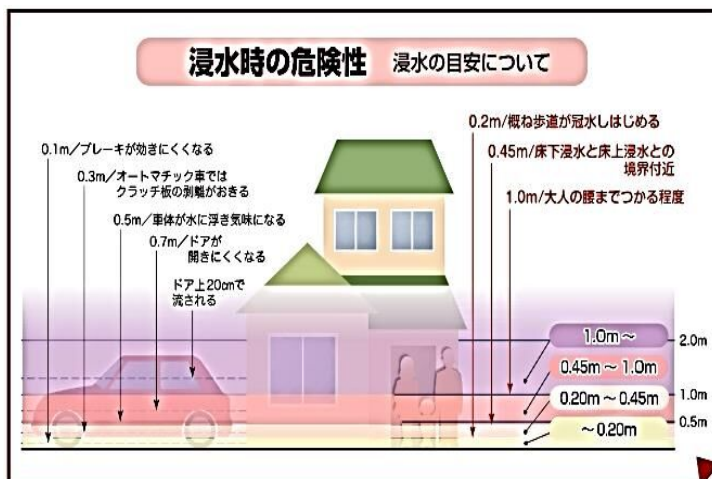 浸水時の危険性 浸水の目安について
0.1m/ブレーキが効きにくくなる
0.3m/オートマチック車では
クラッチ板の剥離がおきる
0.5m/車体が水に浮き気味になる
0.7m/ドアが
開きにくくなる
ドア上20cmで
流される
0.2m/概ね歩道が冠水しはじめる
0.45m/床下浸水と床上浸水との
境界付近
1.0m/大人の腰までつかる程度
1.0m～
0.45m～1.0m
0.20m～0.45m
～0.20m
2.0m
1.0m
0.5m